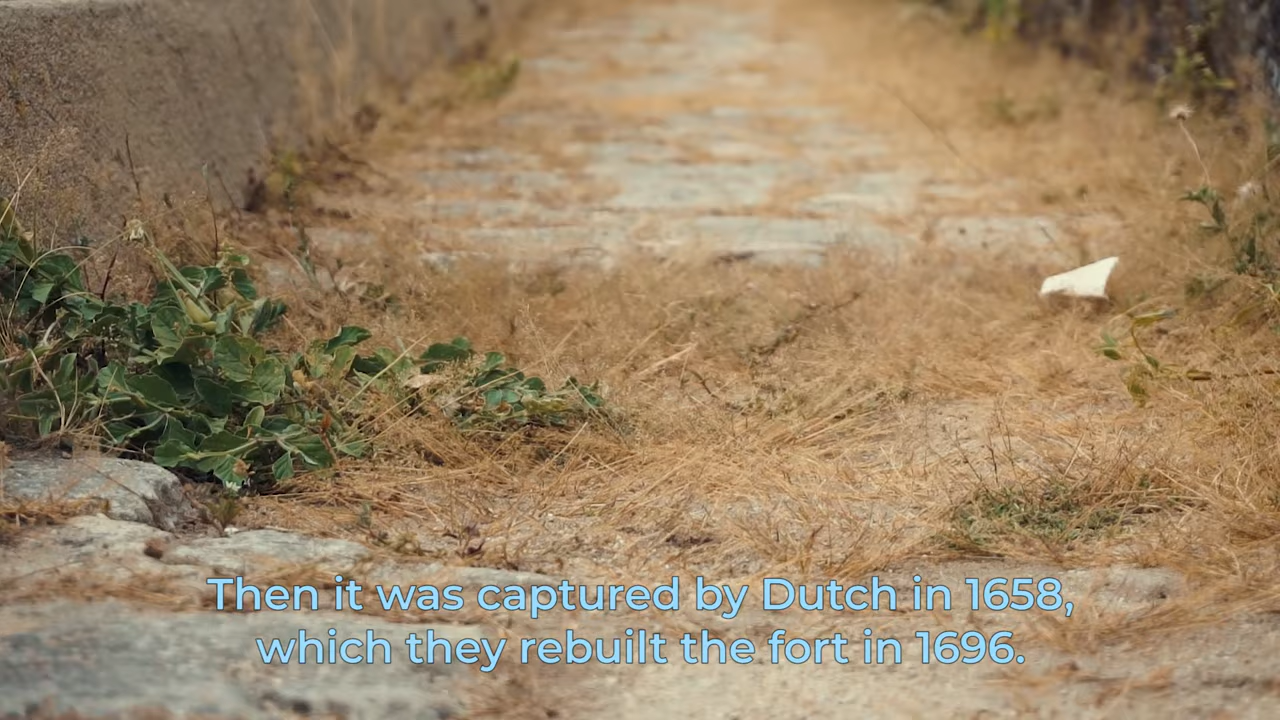 Then it was captured by Dutch in 1658,
which they rebuilt the fort in 1696.